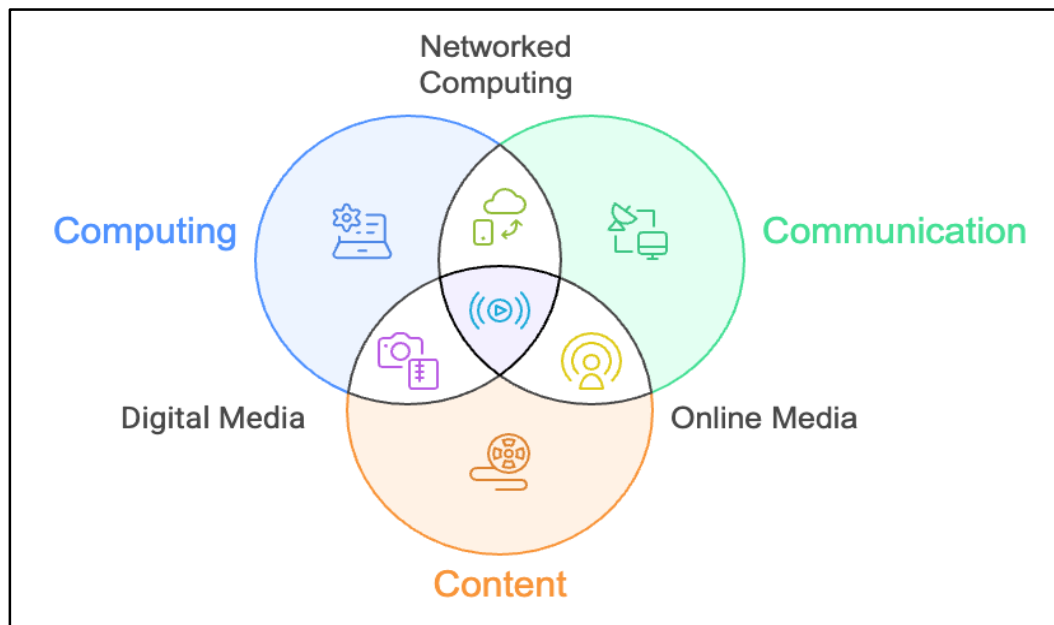 Networked
Computing
Computing
Communication
Digital Media
Online Media
Content